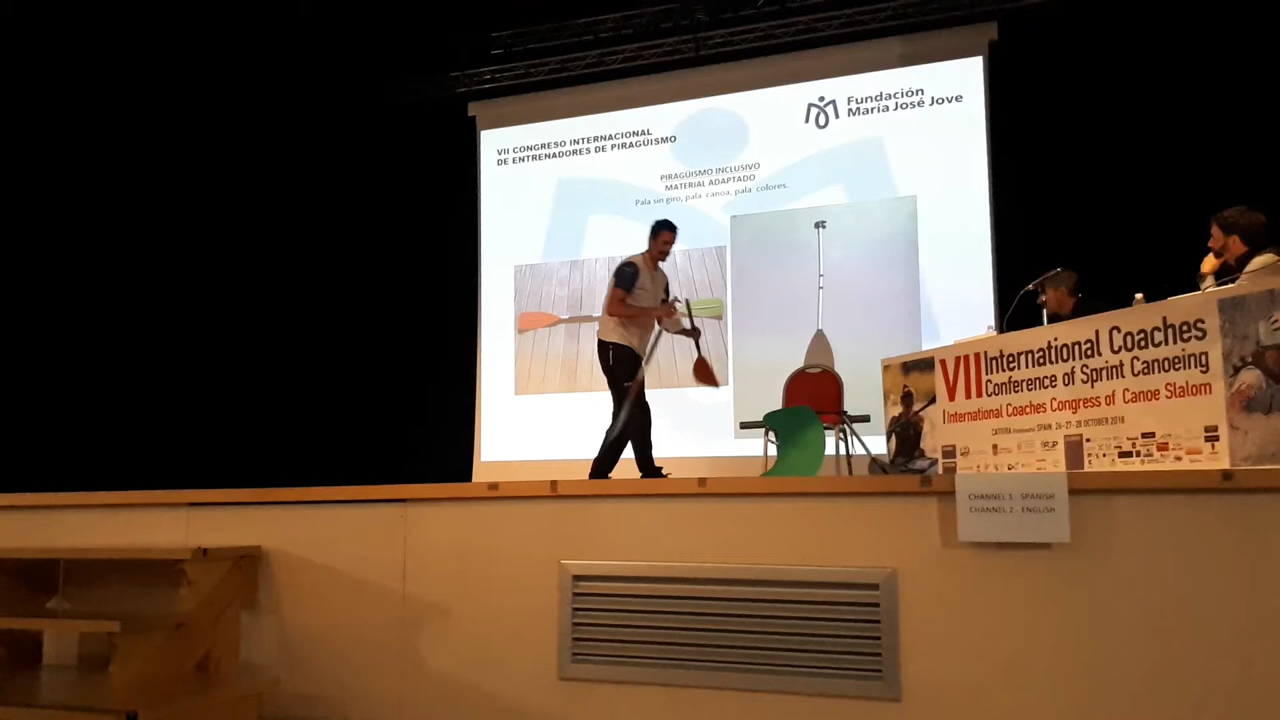 Fundación
María José Jove
VII CONGRESO INTERNACIONAL
DE ENTRENADORES DE PIRAGÜISMO
PIRAGÜISMO INCLUSIVO
MATERIAL ADAPTADO
Pala sin giro, pala canoa, pala colores.
VII International Coaches
Conference of Sprint Canoeing
I International Coaches Congress of Canoe Slalom
SPAIN, 26-27-28 OCTOBER 2018
CHANNEL 1 - SPANISH
CHANNEL 2 - ENGLISH